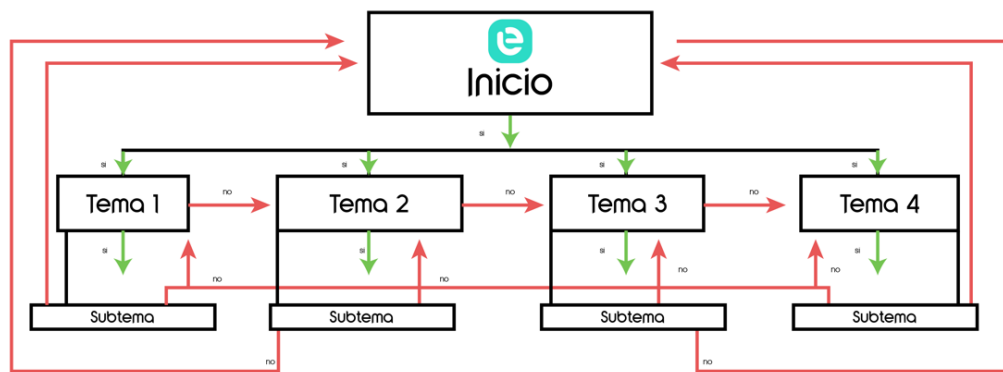 e
Inicio
si
si
si
si
si
Tema 1
no
Tema 2
no
Tema 3
no
Tema 4
si
si
si
si
no
no
no
no
Subtema
Subtema
Subtema
Subtema
no
no